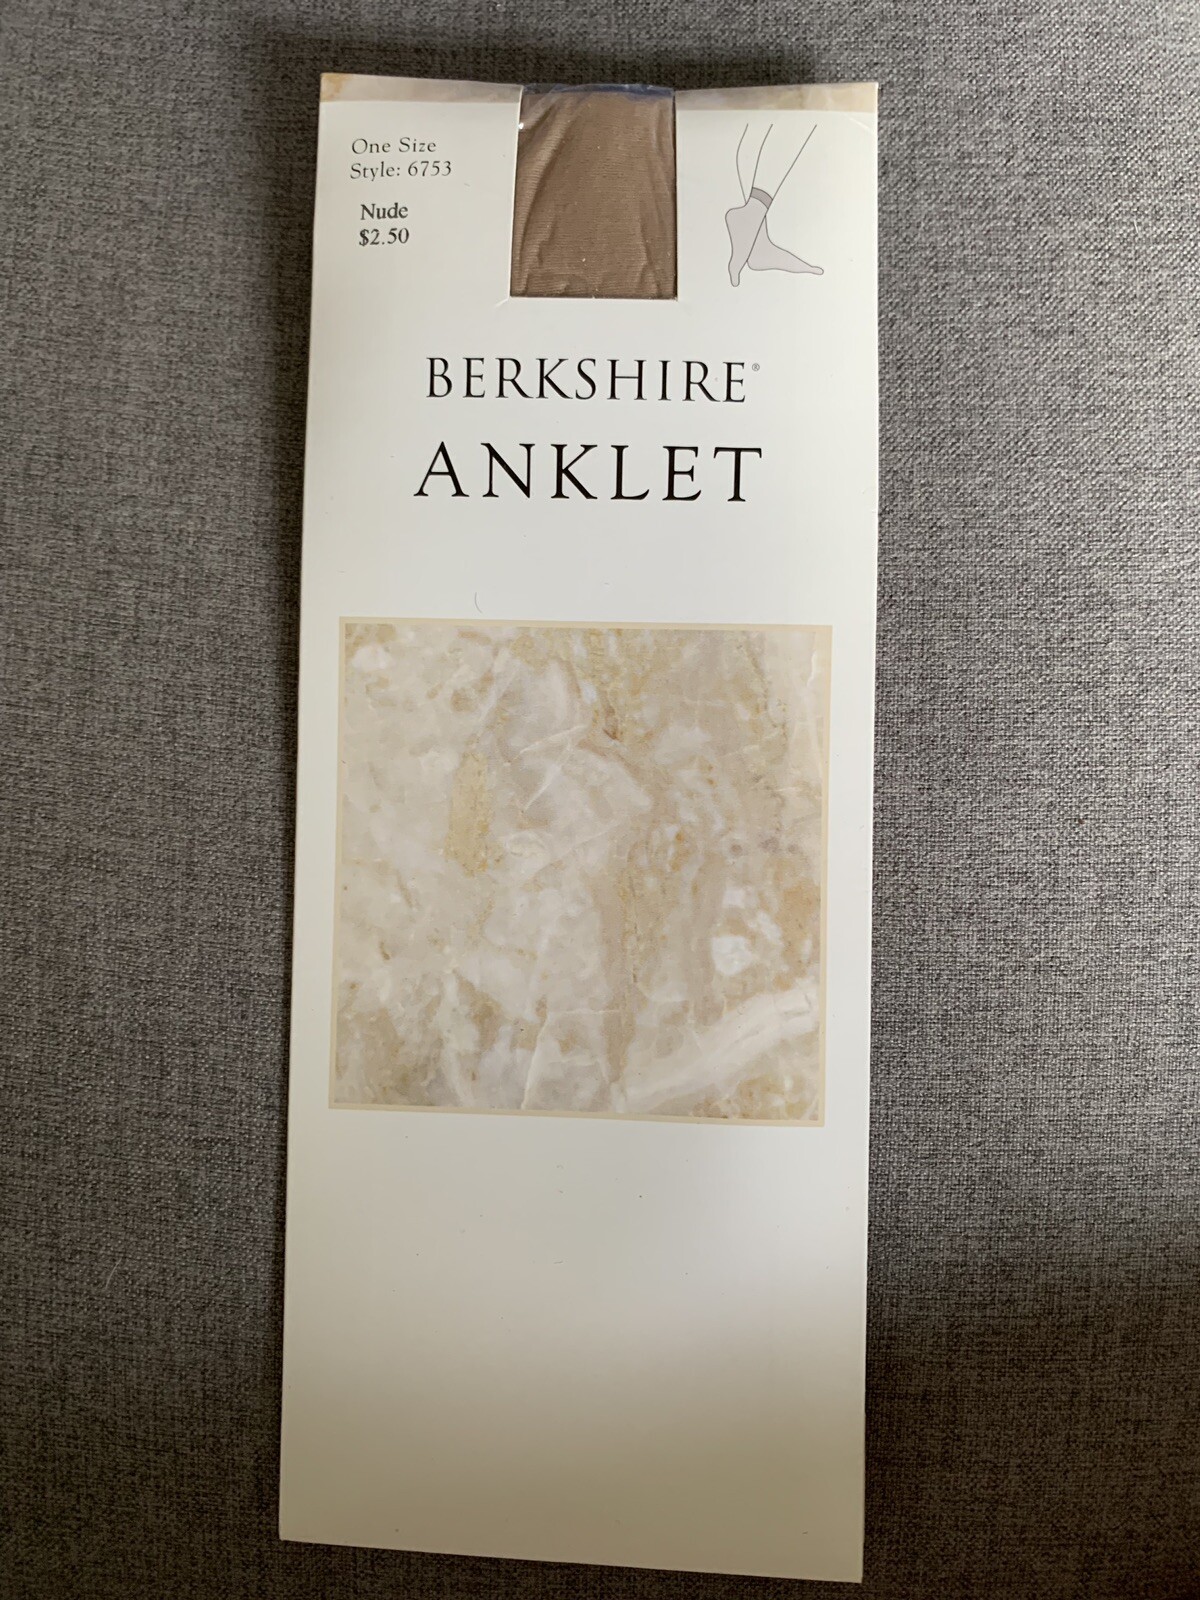 One Size
Style: 6753
Nude
$2.50
BERKSHIRE®
ANKLET